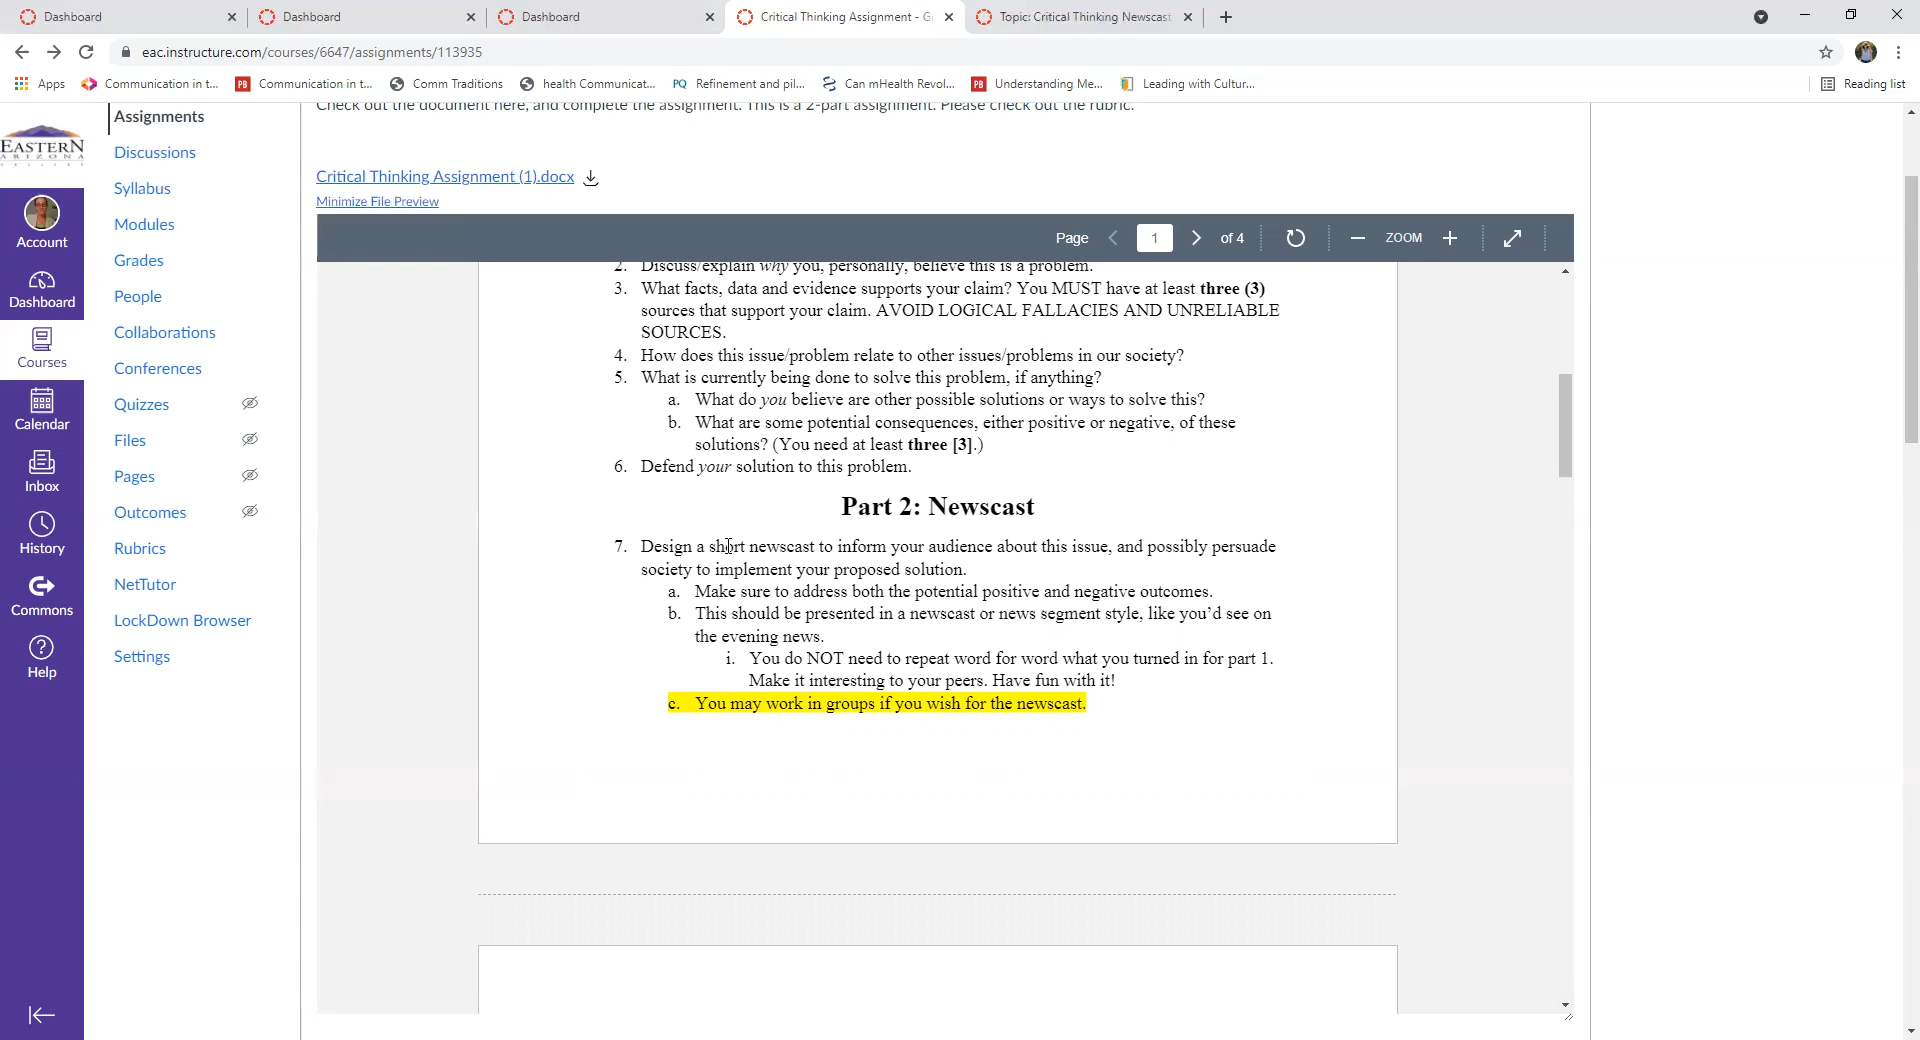 Dashboard
Dashboard
Dashboard
Critical Thinking Assignment - G
Topic: Critical Thinking Newscast
eac.instructure.com/courses/6647/assignments/113935
Apps
Communication in t...
Communication in t...
Comm Traditions
health Communicat...
Refinement and pil...
Can mHealth Revol...
Understanding Me...
Leading with Cultur...
Reading list
EASTERN
ARIZONA
Account
Dashboard
Courses
Calendar
Inbox
History
Commons
Help
Assignments
Discussions
Syllabus
Modules
Grades
People
Collaborations
Conferences
Quizzes
Files
Pages
Outcomes
Rubrics
NetTutor
LockDown Browser
Settings
Check out the document here, and complete the assignment. This is a 2-part assignment. Please check out the rubric.
Critical Thinking Assignment (1).docx
Minimize File Preview
Page 1 of 4 ZOOM
2. Discuss/explain why you, personally, believe this is a problem.
3. What facts, data and evidence supports your claim? You MUST have at least three (3)
sources that support your claim. AVOID LOGICAL FALLACIES AND UNRELIABLE
SOURCES.
4. How does this issue/problem relate to other issues/problems in our society?
5. What is currently being done to solve this problem, if anything?
a. What do you believe are other possible solutions or ways to solve this?
b. What are some potential consequences, either positive or negative, of these
solutions? (You need at least three [3].)
6. Defend your solution to this problem.
Part 2: Newscast
7. Design a short newscast to inform your audience about this issue, and possibly persuade
society to implement your proposed solution.
a. Make sure to address both the potential positive and negative outcomes.
b. This should be presented in a newscast or news segment style, like you’d see on
the evening news.
i. You do NOT need to repeat word for word what you turned in for part 1.
Make it interesting to your peers. Have fun with it!
c. You may work in groups if you wish for the newscast.